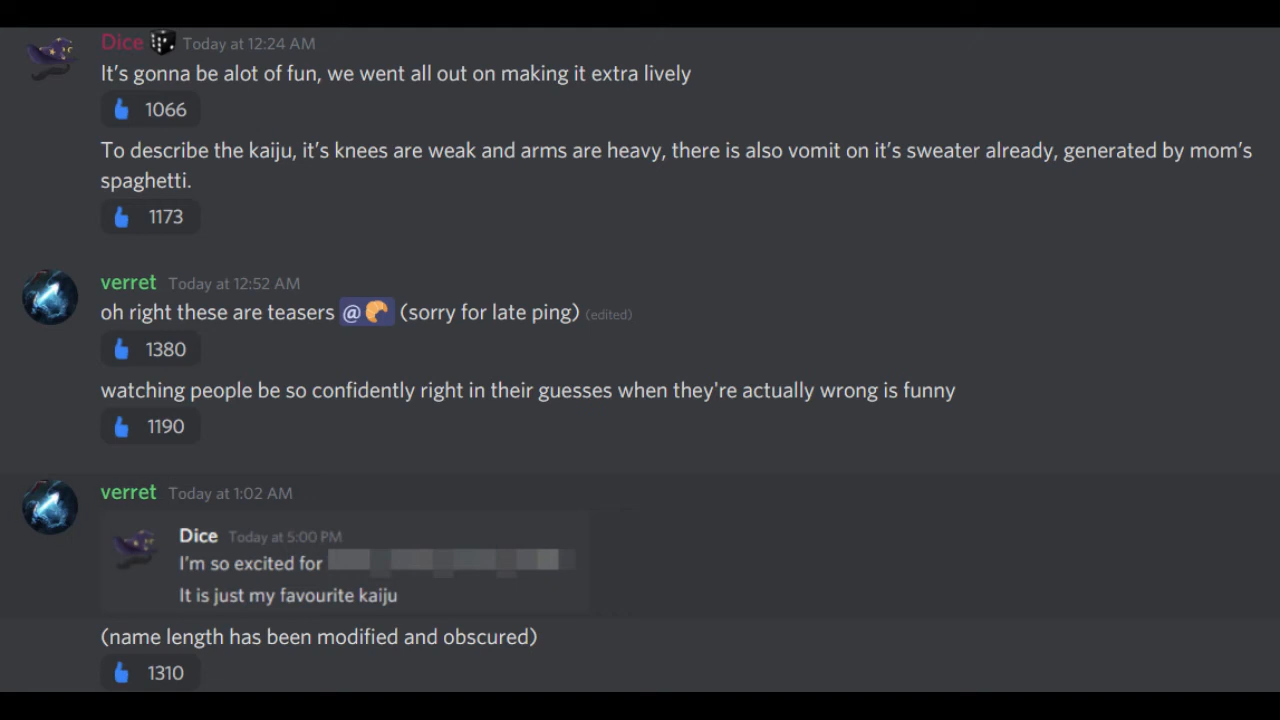 Dice Today at 12:24 AM
It’s gonna be alot of fun, we went all out on making it extra lively
1066
To describe the kaiju, it’s knees are weak and arms are heavy, there is also vomit on it’s sweater already, generated by mom’s
spaghetti.
1173
verret Today at 12:52 AM
oh right these are teasers @🥐 (sorry for late ping) (edited)
1380
watching people be so confidently right in their guesses when they're actually wrong is funny
1190
verret Today at 1:02 AM
Dice Today at 5:00 PM
I’m so excited for
It is just my favourite kaiju
(name length has been modified and obscured)
1310